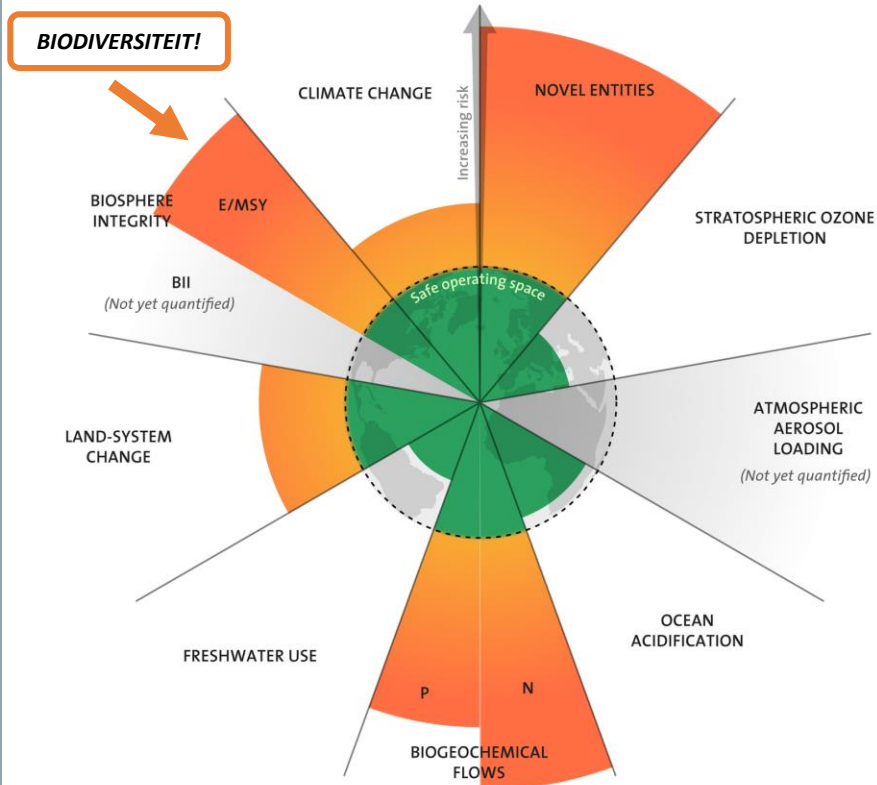 BIODIVERSITEIT!
CLIMATE CHANGE
Increasing risk
NOVEL ENTITIES
BIOSPHERE
INTEGRITY
E/MSY
STRATOSPHERIC OZONE
DEPLETION
BII
(Not yet quantified)
Safe operating space
LAND-SYSTEM
CHANGE
ATMOSPHERIC
AEROSOL
LOADING
(Not yet quantified)
FRESHWATER USE
OCEAN
ACIDIFICATION
P
N
BIOGEOCHEMICAL
FLOWS